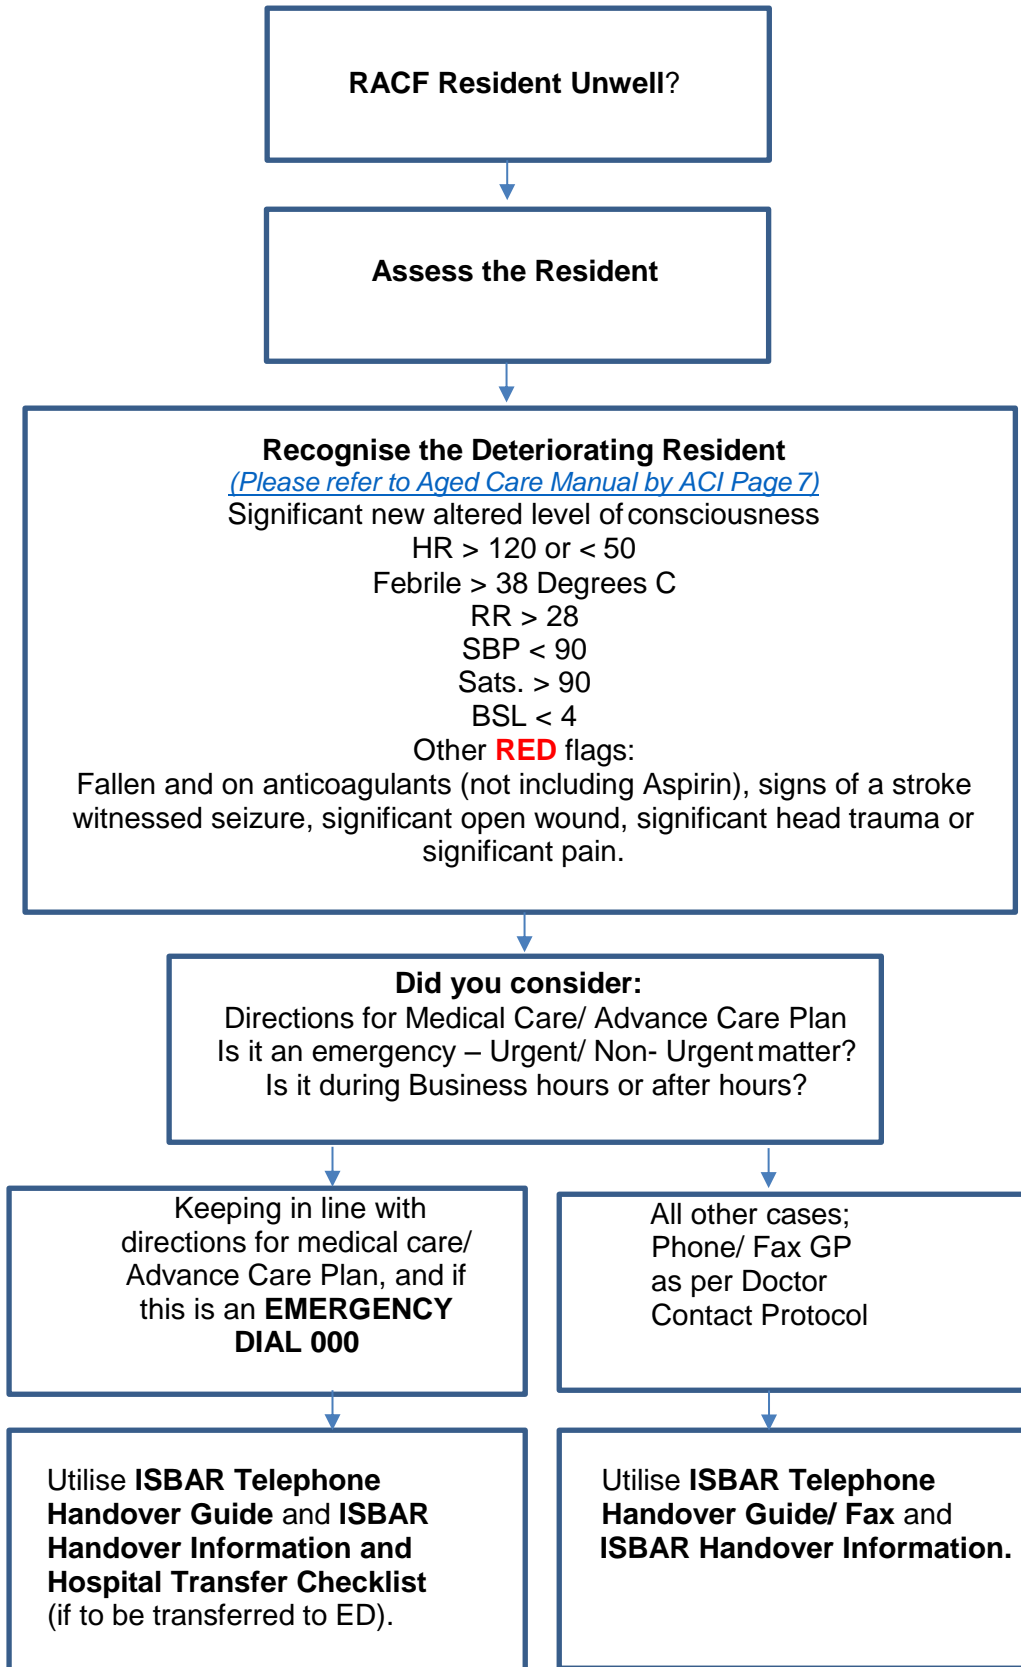 RACF Resident Unwell?
Assess the Resident
Recognise the Deteriorating Resident
(Please refer to Aged Care Manual by ACI Page 7)
Significant new altered level of consciousness
HR > 120 or < 50
Febrile > 38 Degrees C
RR > 28
SBP < 90
Sats. > 90
BSL < 4
Other RED flags:
Fallen and on anticoagulants (not including Aspirin), signs of a stroke
witnessed seizure, significant open wound, significant head trauma or
significant pain.
Did you consider:
Directions for Medical Care/ Advance Care Plan
Is it an emergency – Urgent/ Non- Urgent matter?
Is it during Business hours or after hours?
Keeping in line with
directions for medical care/
Advance Care Plan, and if
this is an EMERGENCY
DIAL 000
All other cases;
Phone/ Fax GP
as per Doctor
Contact Protocol
Utilise ISBAR Telephone
Handover Guide and ISBAR
Handover Information and
Hospital Transfer Checklist
(if to be transferred to ED).
Utilise ISBAR Telephone
Handover Guide/ Fax and
ISBAR Handover Information.